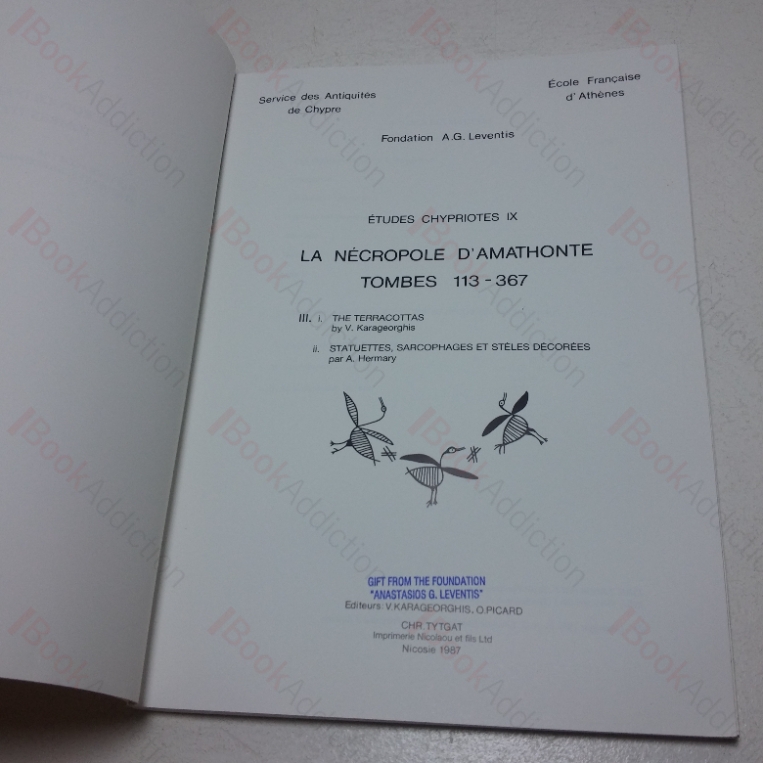 Service des Antiquités
de Chypre
École Française
d'Athènes
Fondation A.G. Leventis
ÉTUDES CHYPRIOTES IX
LA NÉCROPOLE D'AMATHONTE
TOMBES 113 - 367
III. i. THE TERRACOTTAS
by V. Karageorghis
ii. STATUETTES, SARCOPHAGES ET STÈLES DÉCORÉES
par A. Hermary
GIFT FROM THE FOUNDATION
"ANASTASIOS G. LEVENTIS"
Editeurs: V. KARAGEORGHIS, O. PICARD
CHR. TYTGAT
Imprimerie Nicolaou et fils Ltd
Nicosie 1987
BookAddiction